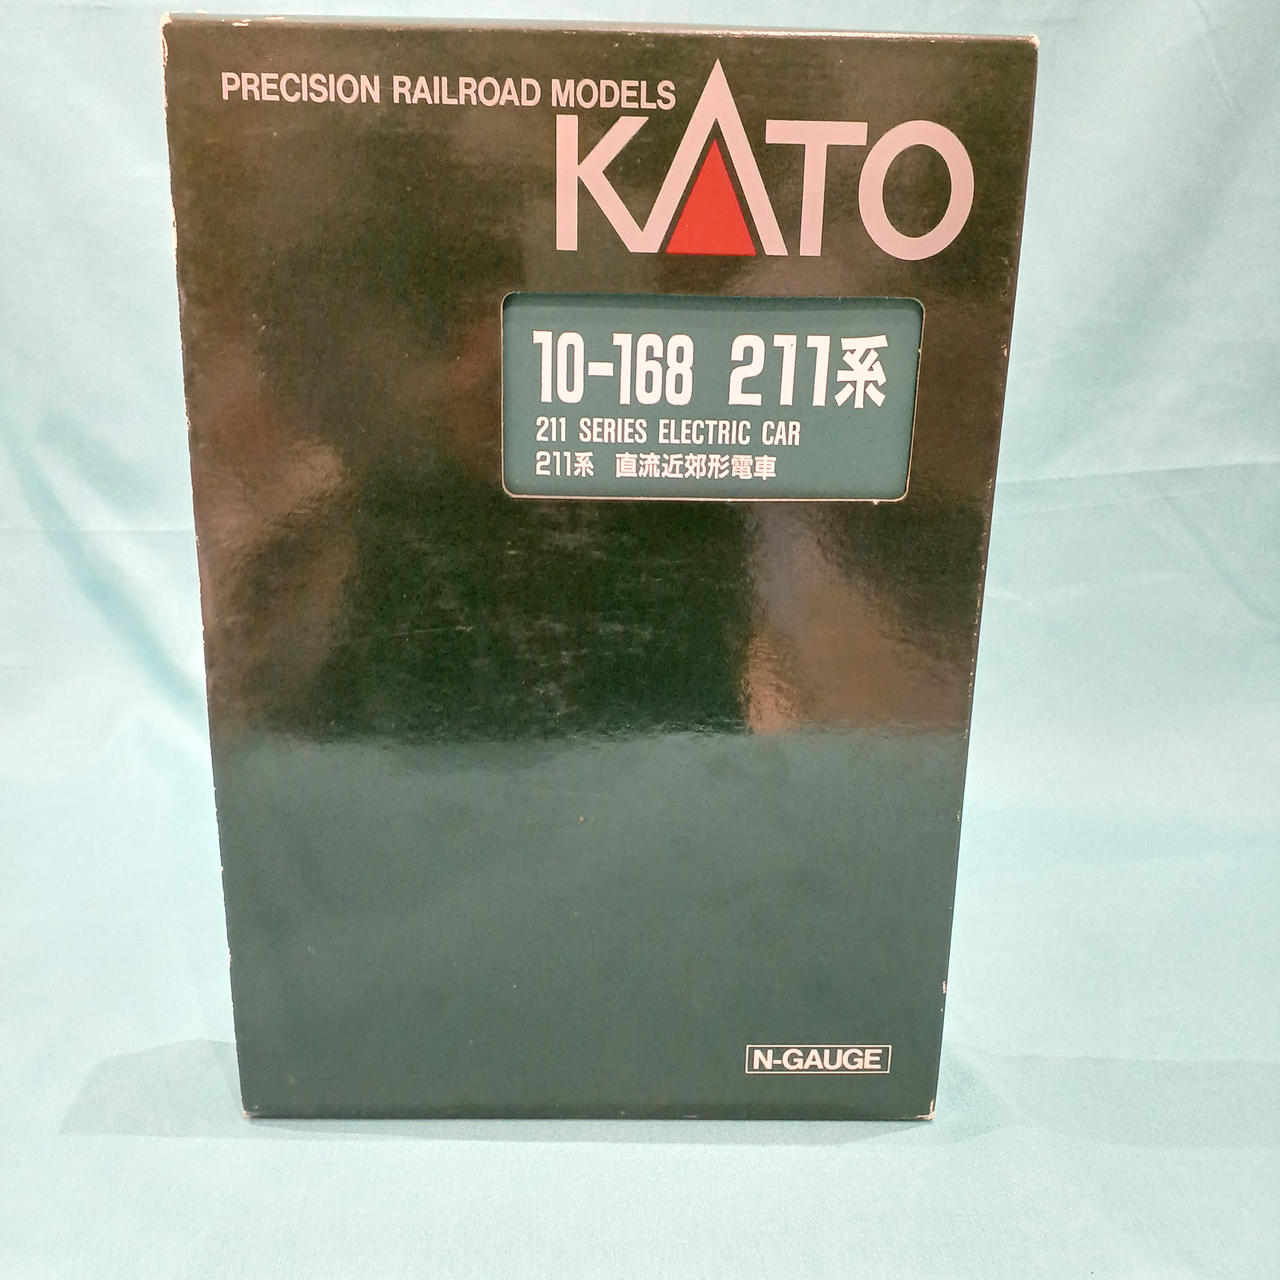 PRECISION RAILROAD MODELS
KATO
10-168 211系
211 SERIES ELECTRIC CAR
211系 直流近郊形電車
N-GAUGE